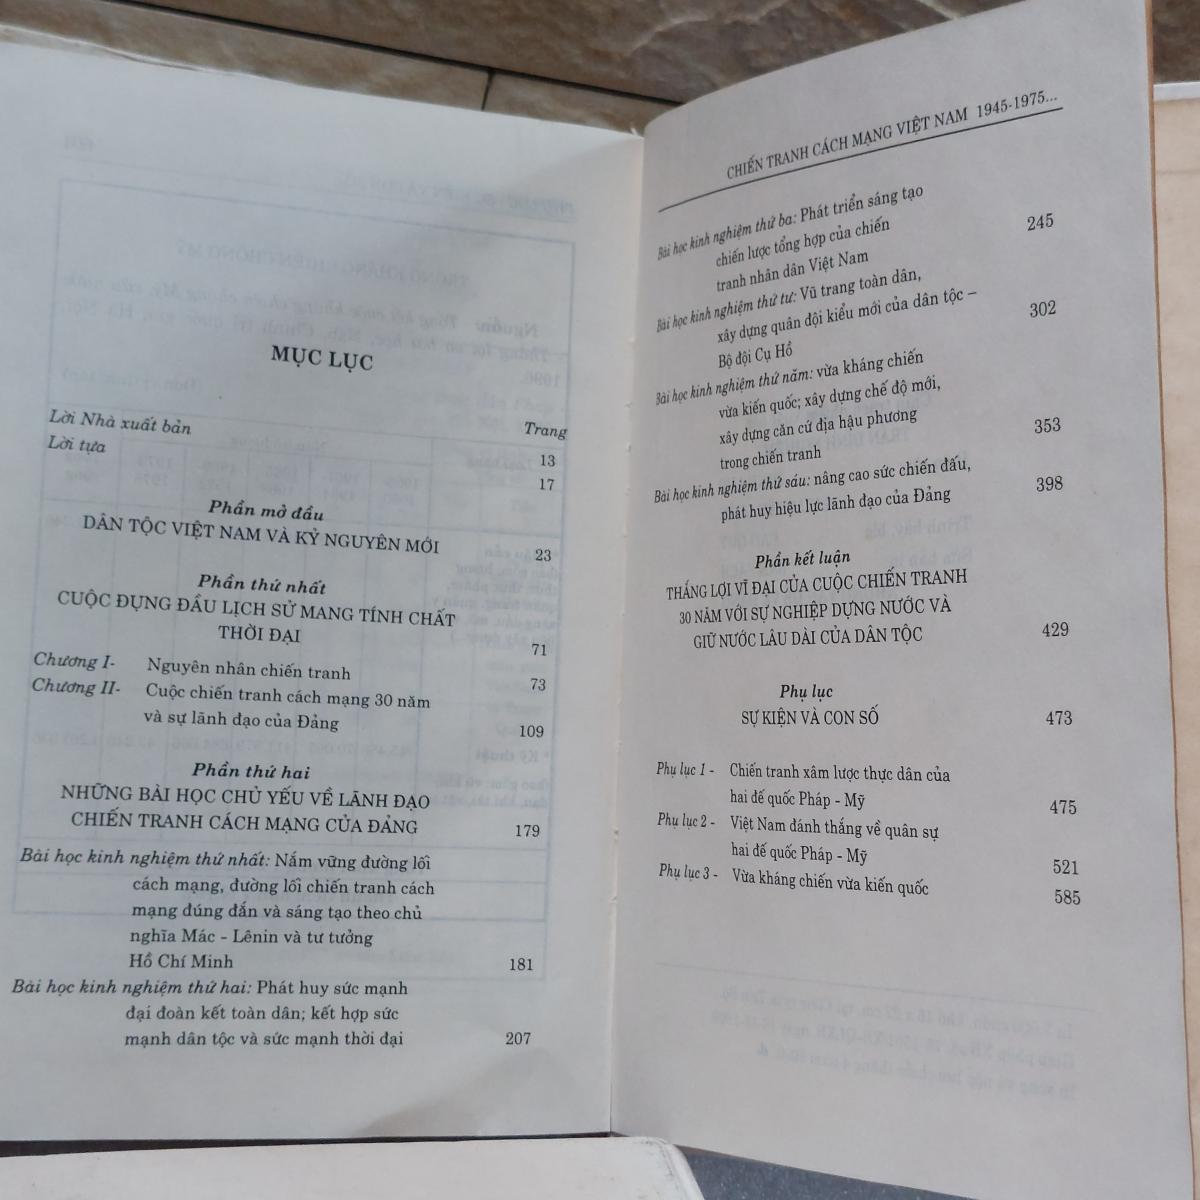 MỤC LỤC
Trang
Lời Nhà xuất bản 13
Lời tựa 17
Phần mở đầu
DÂN TỘC VIỆT NAM VÀ KỶ NGUYÊN MỚI 23
Phần thứ nhất
CUỘC ĐỤNG ĐẦU LỊCH SỬ MANG TÍNH CHẤT
THỜI ĐẠI 71
Chương I- Nguyên nhân chiến tranh 73
Chương II- Cuộc chiến tranh cách mạng 30 năm
và sự lãnh đạo của Đảng 109
Phần thứ hai
NHỮNG BÀI HỌC CHỦ YẾU VỀ LÃNH ĐẠO
CHIẾN TRANH CÁCH MẠNG CỦA ĐẢNG 179
Bài học kinh nghiệm thứ nhất: Nắm vững đường lối
cách mạng, đường lối chiến tranh cách
mạng đúng đắn và sáng tạo theo chủ
nghĩa Mác - Lênin và tư tưởng
Hồ Chí Minh 181
Bài học kinh nghiệm thứ hai: Phát huy sức mạnh
đại đoàn kết toàn dân; kết hợp sức
mạnh dân tộc và sức mạnh thời đại 207
CHIẾN TRANH CÁCH MẠNG VIỆT NAM 1945-1975...
Bài học kinh nghiệm thứ ba: Phát triển sáng tạo
chiến lược tổng hợp của chiến
tranh nhân dân Việt Nam 245
Bài học kinh nghiệm thứ tư: Vũ trang toàn dân,
xây dựng quân đội kiểu mới của dân tộc –
Bộ đội Cụ Hồ 302
Bài học kinh nghiệm thứ năm: vừa kháng chiến
vừa kiến quốc; xây dựng chế độ mới,
xây dựng căn cứ địa hậu phương
trong chiến tranh 353
Bài học kinh nghiệm thứ sáu: nâng cao sức chiến đấu,
phát huy hiệu lực lãnh đạo của Đảng 398
Phần kết luận
THẮNG LỢI VĨ ĐẠI CỦA CUỘC CHIẾN TRANH
30 NĂM VỚI SỰ NGHIỆP DỰNG NƯỚC VÀ
GIỮ NƯỚC LÂU DÀI CỦA DÂN TỘC 429
Phụ lục
SỰ KIỆN VÀ CON SỐ 473
Phụ lục 1 - Chiến tranh xâm lược thực dân của
hai đế quốc Pháp - Mỹ 475
Phụ lục 2 - Việt Nam đánh thắng về quân sự
hai đế quốc Pháp - Mỹ 521
Phụ lục 3 - Vừa kháng chiến vừa kiến quốc 585